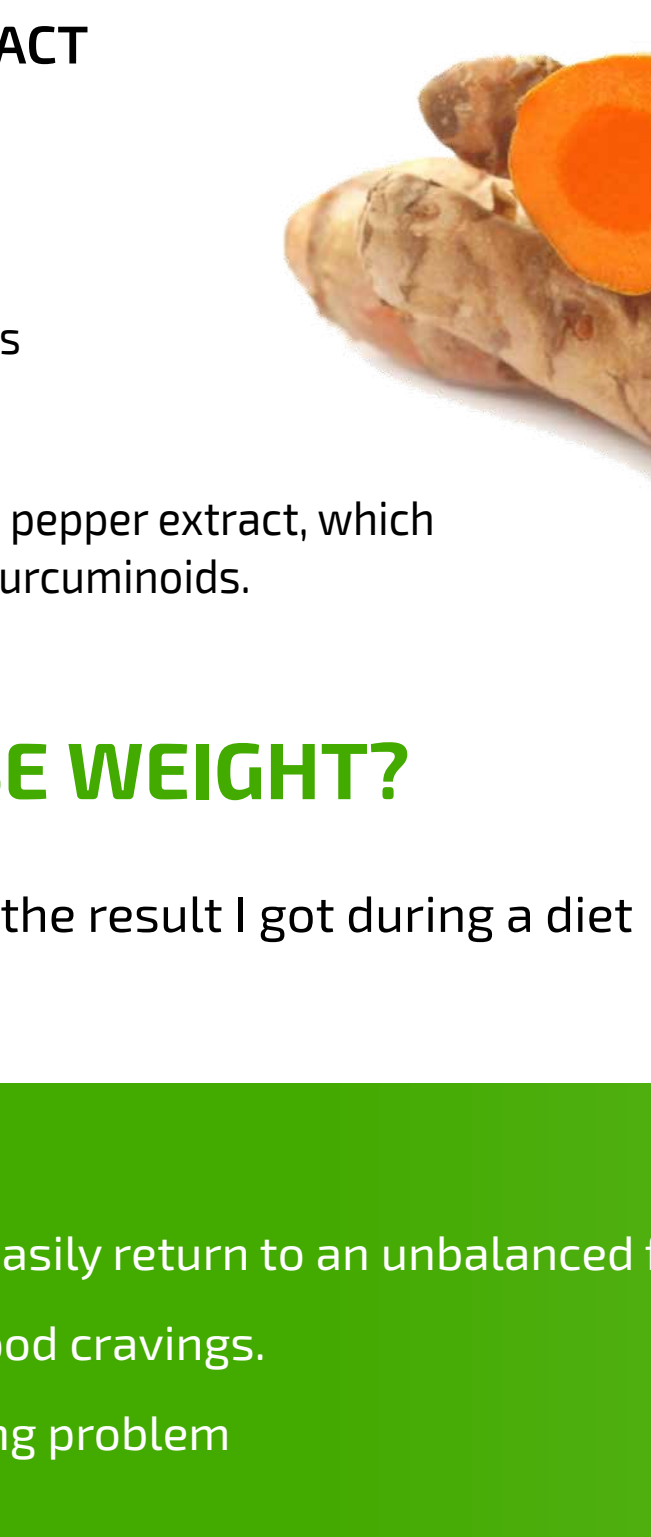 ACT
s
pepper extract, which
urcuminoids.
E WEIGHT?
the result I got during a diet
asily return to an unbalanced
ood cravings.
ng problem